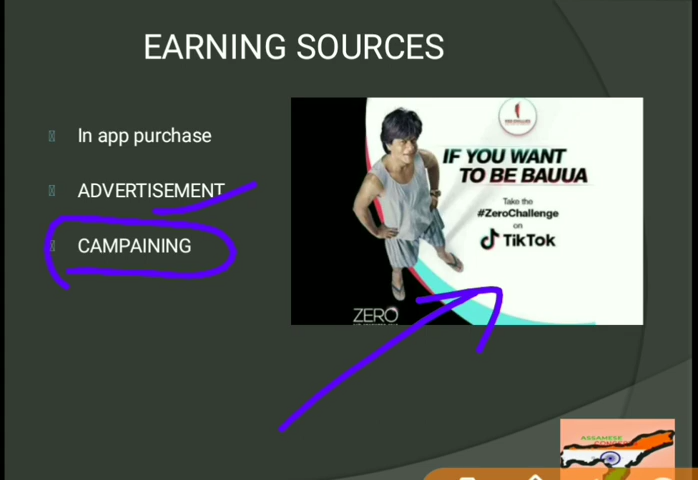 EARNING SOURCES
In app purchase
ADVERTISEMENT
CAMPAINING
IF YOU WANT
TO BE BAUUA
Take the
#ZeroChallenge
on
TikTok
ZERO
ASSAMESE